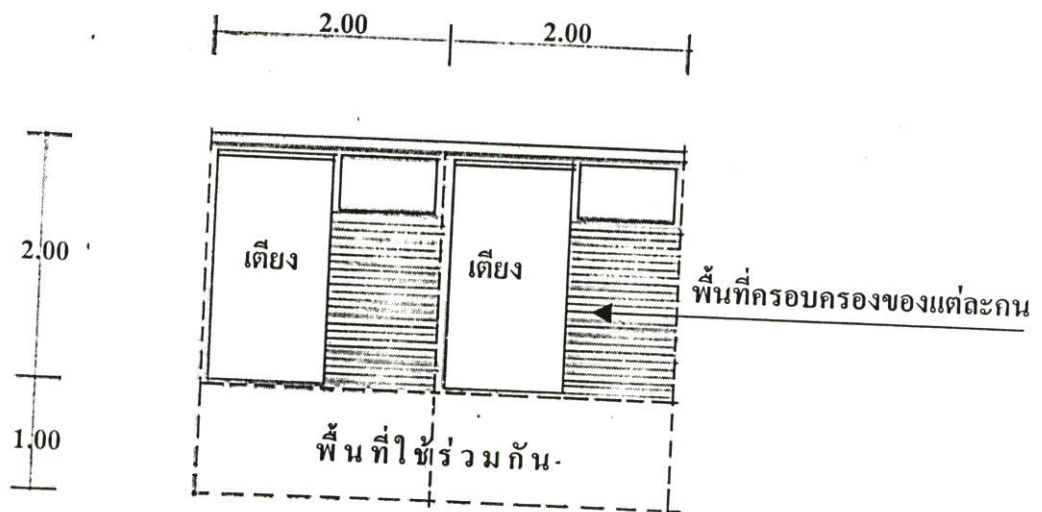 2.00 2.00
2.00
เตียง เตียง
พื้นที่ครอบครองของแต่ละคน
1.00
พื้นที่ใช้ร่วมกัน